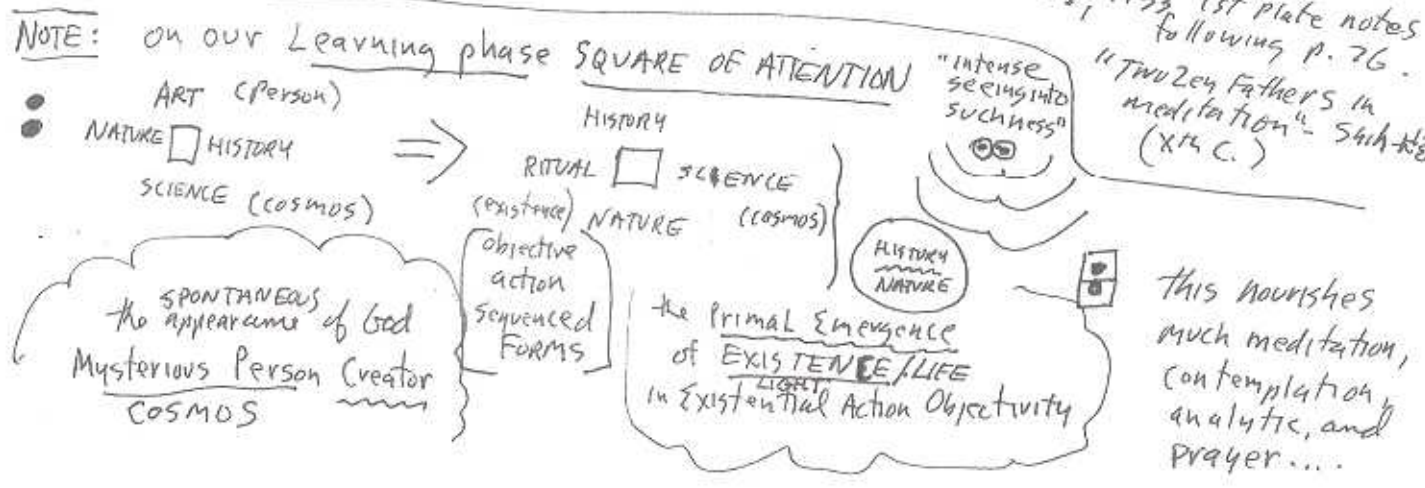 1st plate notes
following p. 76.
"Two Zen Fathers in
meditation"-
(Xth C.)
NOTE: on our Learning phase SQUARE OF ATTENTION
"intense
seeing into
suchness"
ART (Person)
NATURE HISTORY
SCIENCE (cosmos)
⇒
HISTORY
RITUAL SCIENCE
(existence) NATURE (cosmos)
objective
action
sequenced
FORMS
HISTORY
NATURE
the SPONTANEOUS
appearance of God
Mysterious Person Creator
COSMOS
the Primal Emergence
of EXISTENCE/LIFE
LIGHT
in Existential Action Objectivity
this nourishes
much meditation,
contemplation,
analytic, and
prayer....